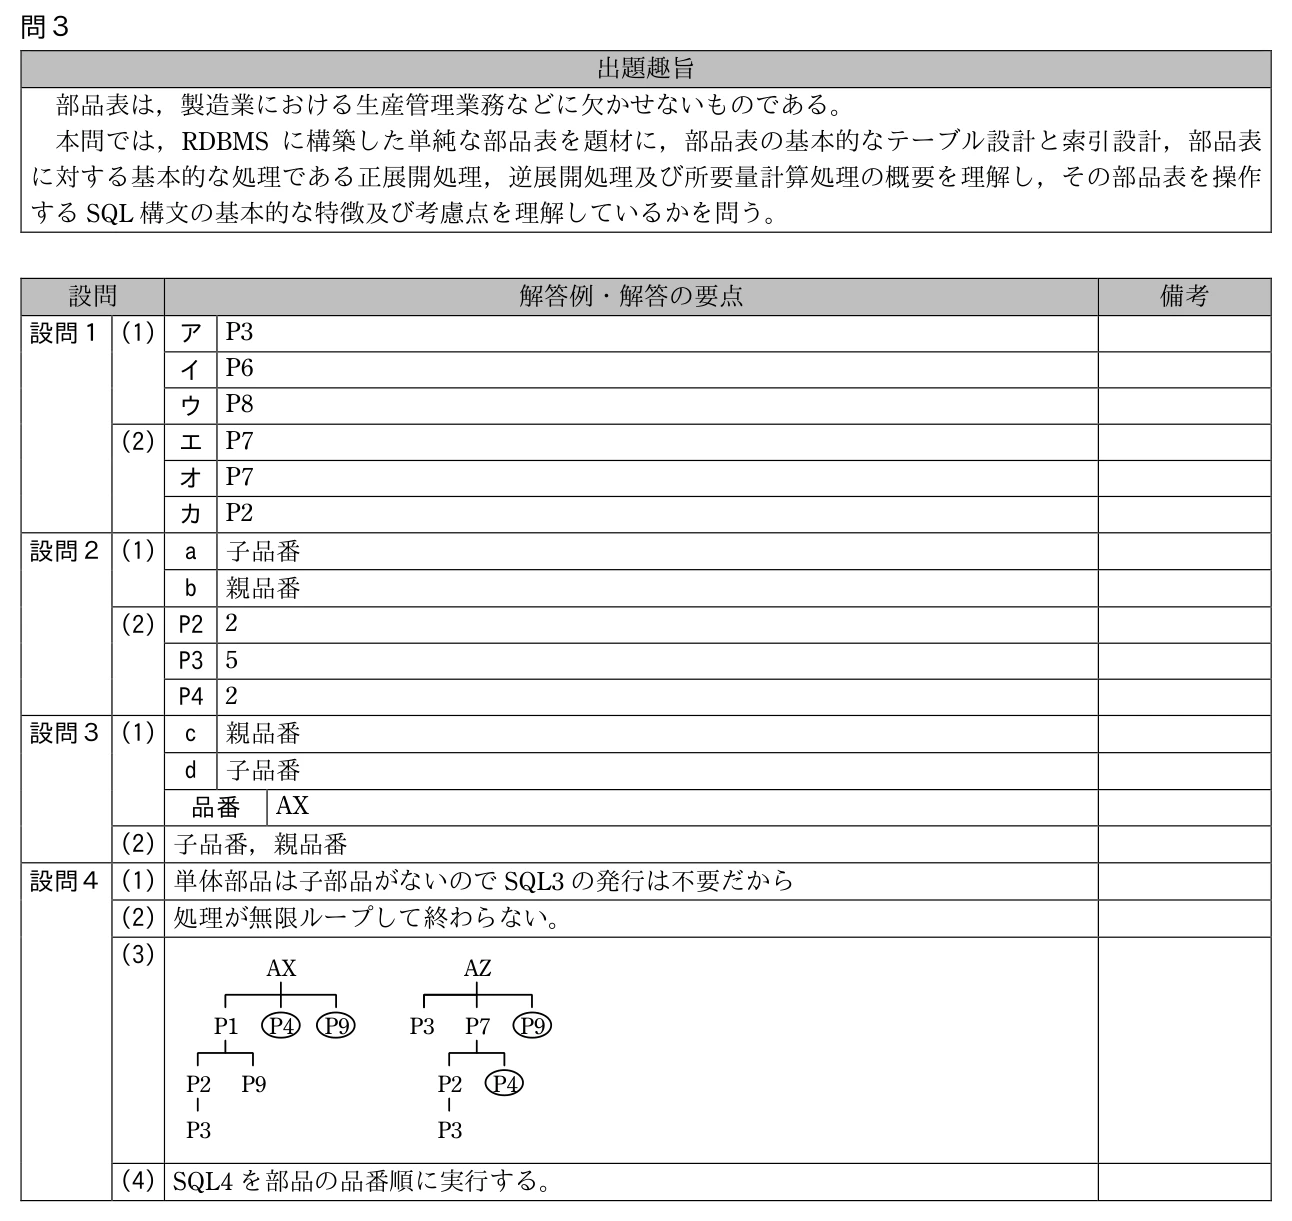 問３
出題趣旨
部品表は，製造業における生産管理業務などに欠かせないものである。
本問では，RDBMS に構築した単純な部品表を題材に，部品表の基本的なテーブル設計と索引設計，部品表
に対する基本的な処理である正展開処理，逆展開処理及び所要量計算処理の概要を理解し，その部品表を操作
する SQL 構文の基本的な特徴及び考慮点を理解しているかを問う。
設問 解答例・解答の要点 備考
設問１ (1) ア P3
イ P6
ウ P8
(2) エ P7
オ P7
カ P2
設問２ (1) a 子品番
b 親品番
(2) P2 2
P3 5
P4 2
設問３ (1) c 親品番
d 子品番
品番 AX
(2) 子品番，親品番
設問４ (1) 単体部品は子部品がないので SQL3 の発行は不要だから
(2) 処理が無限ループして終わらない。
(3)
AX AZ
P1 P4 P9 P3 P7 P9
P2 P9 P2 P4
P3 P3
(4) SQL4 を部品の品番順に実行する。